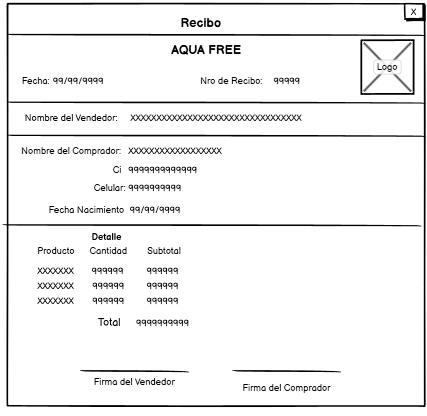 X
Recibo
AQUA FREE
Logo
Fecha: 99/99/9999 Nro de Recibo: 99999
Nombre del Vendedor: XXXXXXXXXXXXXXXXXXXXXXXXXXXXXXXXX
Nombre del Comprador: XXXXXXXXXXXXXXXXXX
Ci 9999999999999
Celular: 9999999999
Fecha Nacimiento 99/99/9999
Detalle
Producto Cantidad Subtotal
XXXXXXX 999999 999999
XXXXXXX 999999 999999
XXXXXXX 999999 999999
Total 9999999999
Firma del Vendedor Firma del Comprador